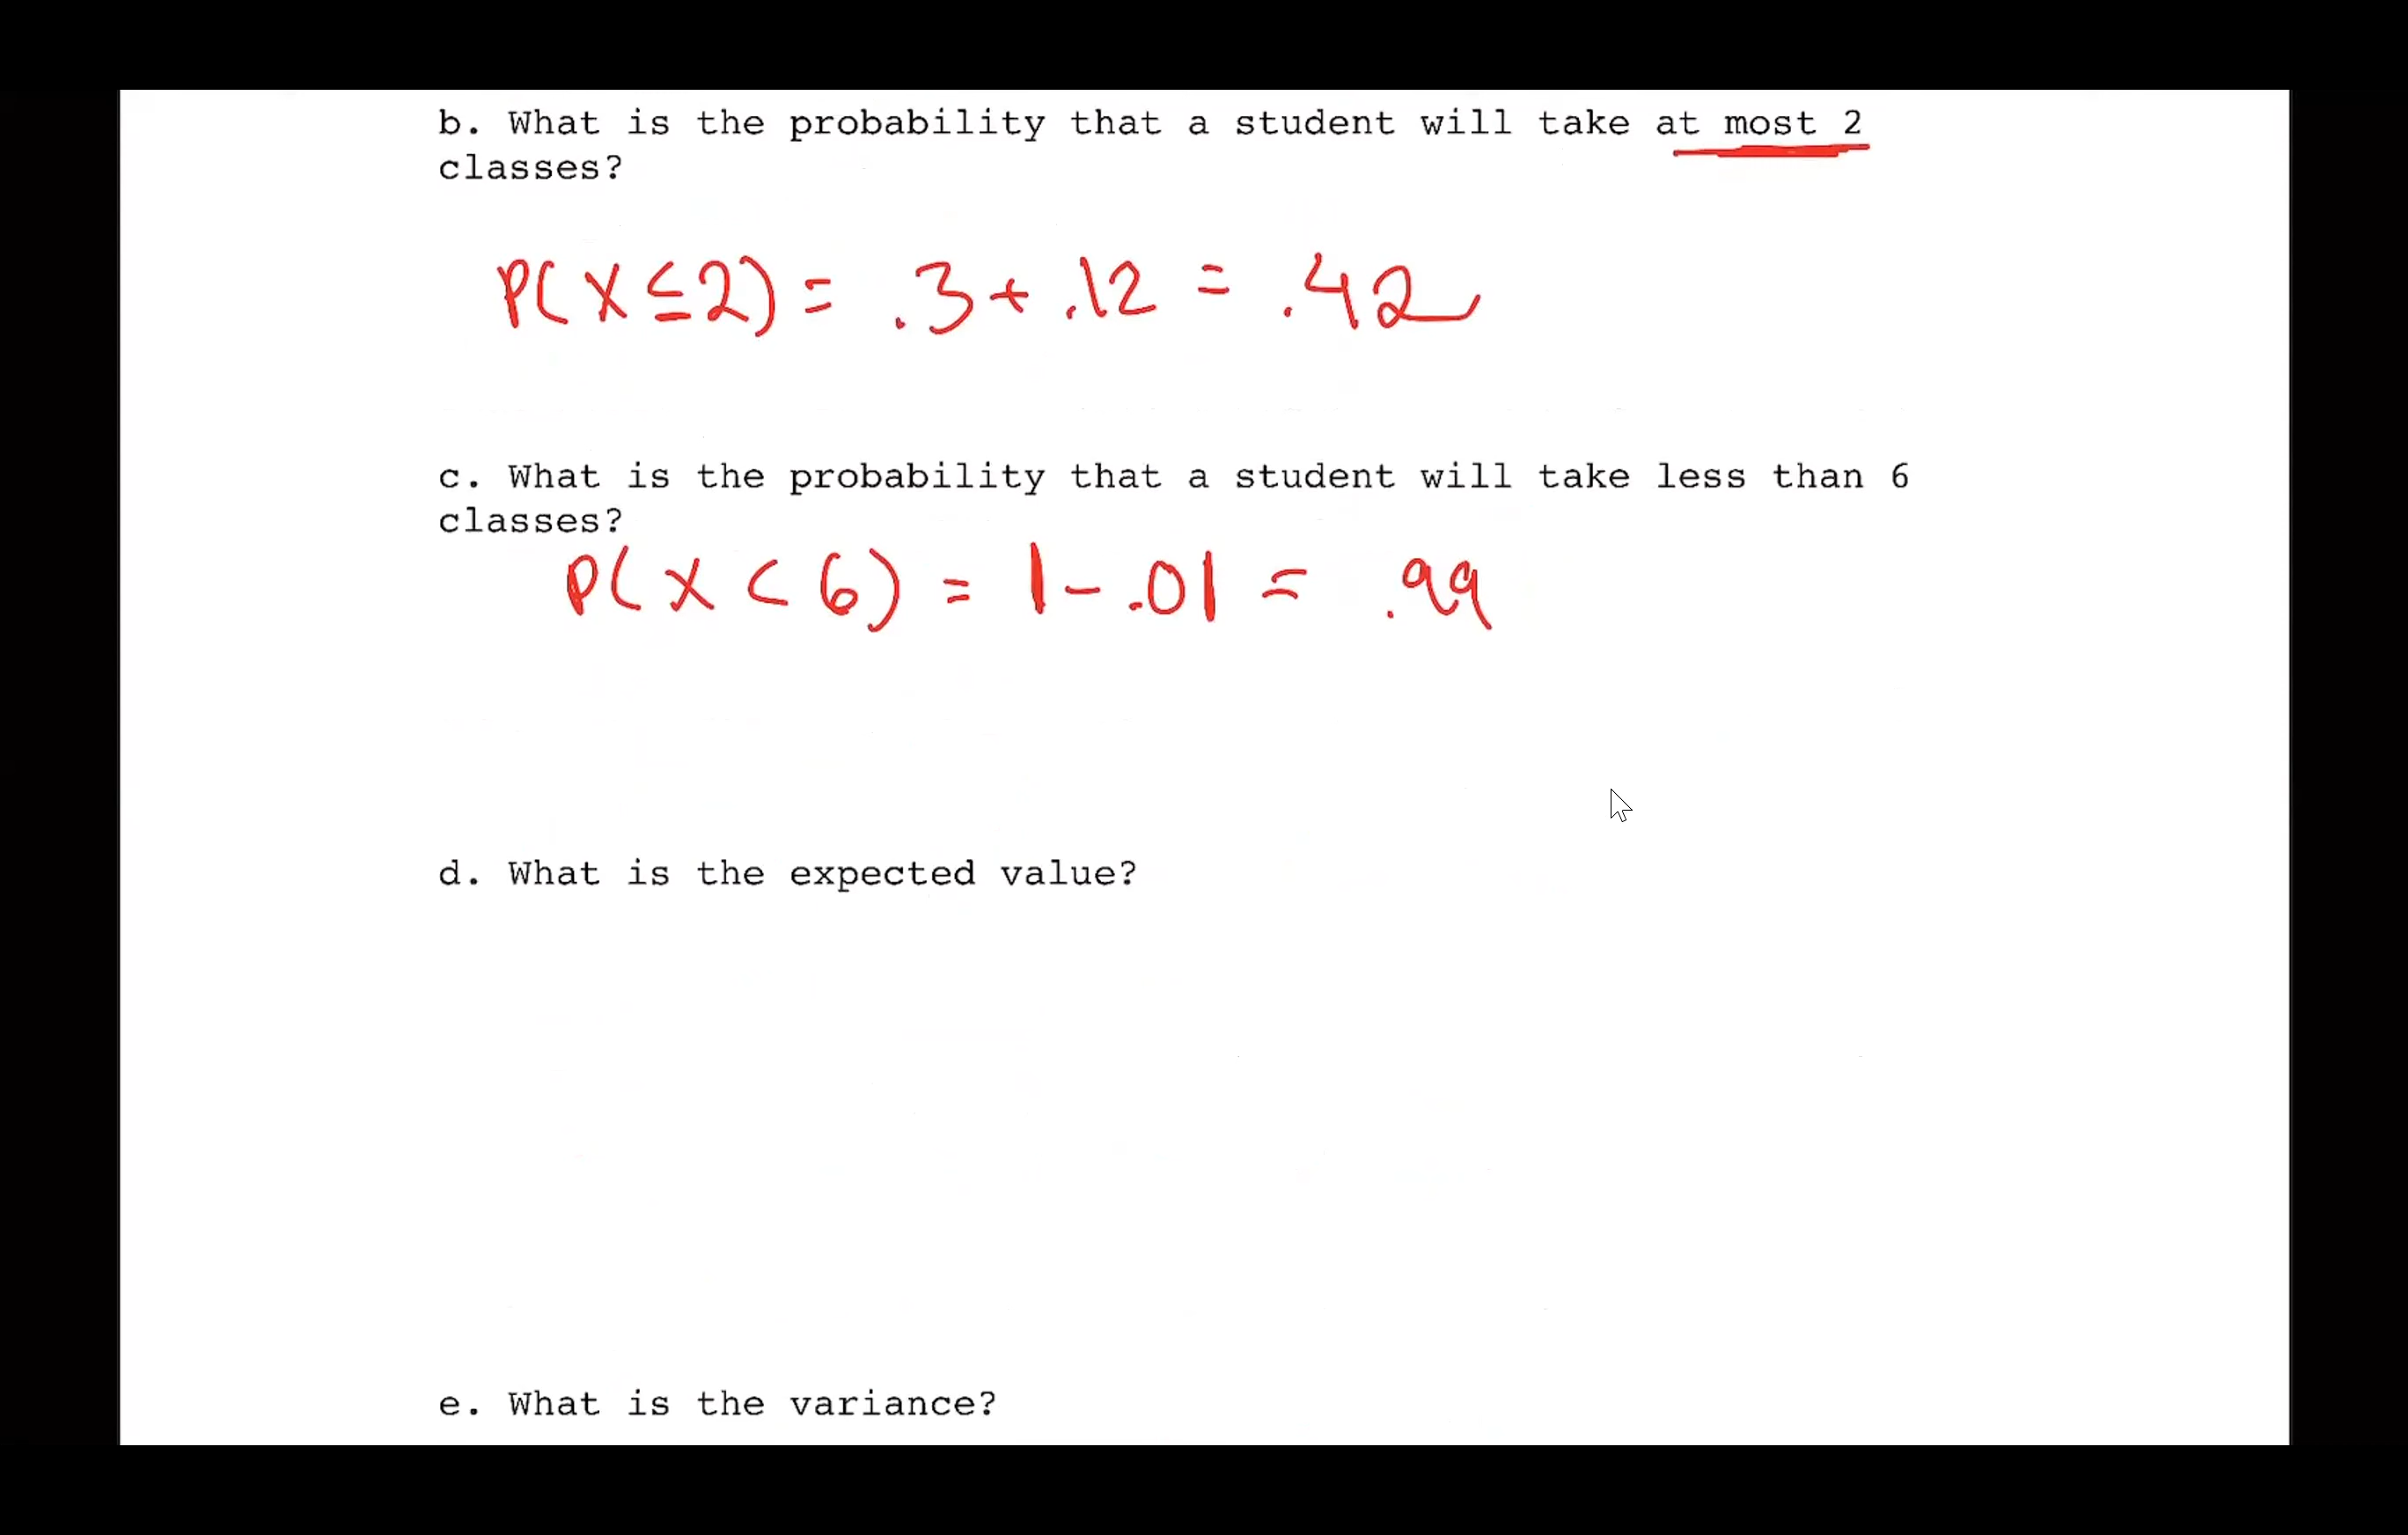 b. What is the probability that a student will take at most 2
classes?
P(X≤2) = .3 + .12 = .42
c. What is the probability that a student will take less than 6
classes?
P(X < 6) = 1 - .01 = .99
d. What is the expected value?
e. What is the variance?